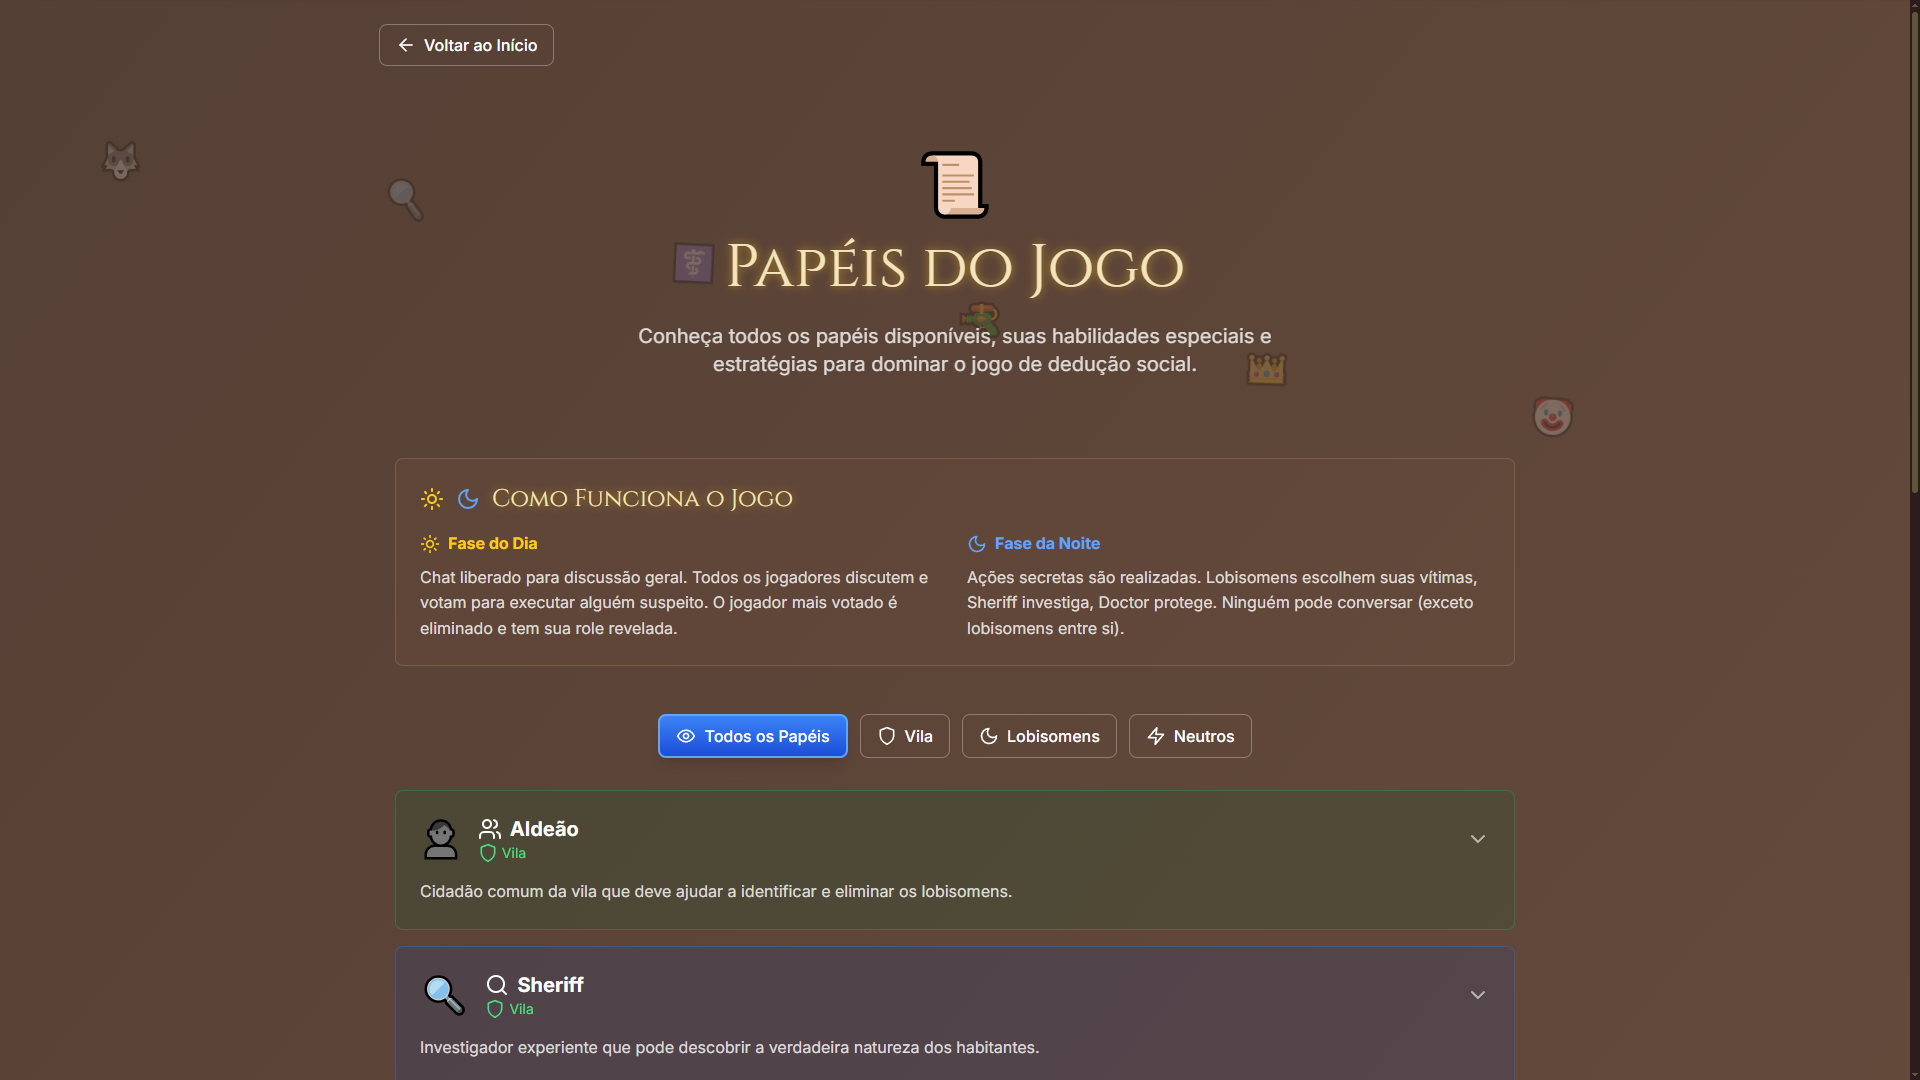 Voltar ao Início
Papéis do Jogo
Conheça todos os papéis disponíveis, suas habilidades especiais e
estratégias para dominar o jogo de dedução social.
Como Funciona o Jogo
Fase do Dia
Chat liberado para discussão geral. Todos os jogadores discutem e
votam para executar alguém suspeito. O jogador mais votado é
eliminado e tem sua role revelada.
Fase da Noite
Ações secretas são realizadas. Lobisomens escolhem suas vítimas,
Sheriff investiga, Doctor protege. Ninguém pode conversar (exceto
lobisomens entre si).
Todos os Papéis
Vila
Lobisomens
Neutros
Aldeão
Vila
Cidadão comum da vila que deve ajudar a identificar e eliminar os lobisomens.
Sheriff
Vila
Investigador experiente que pode descobrir a verdadeira natureza dos habitantes.